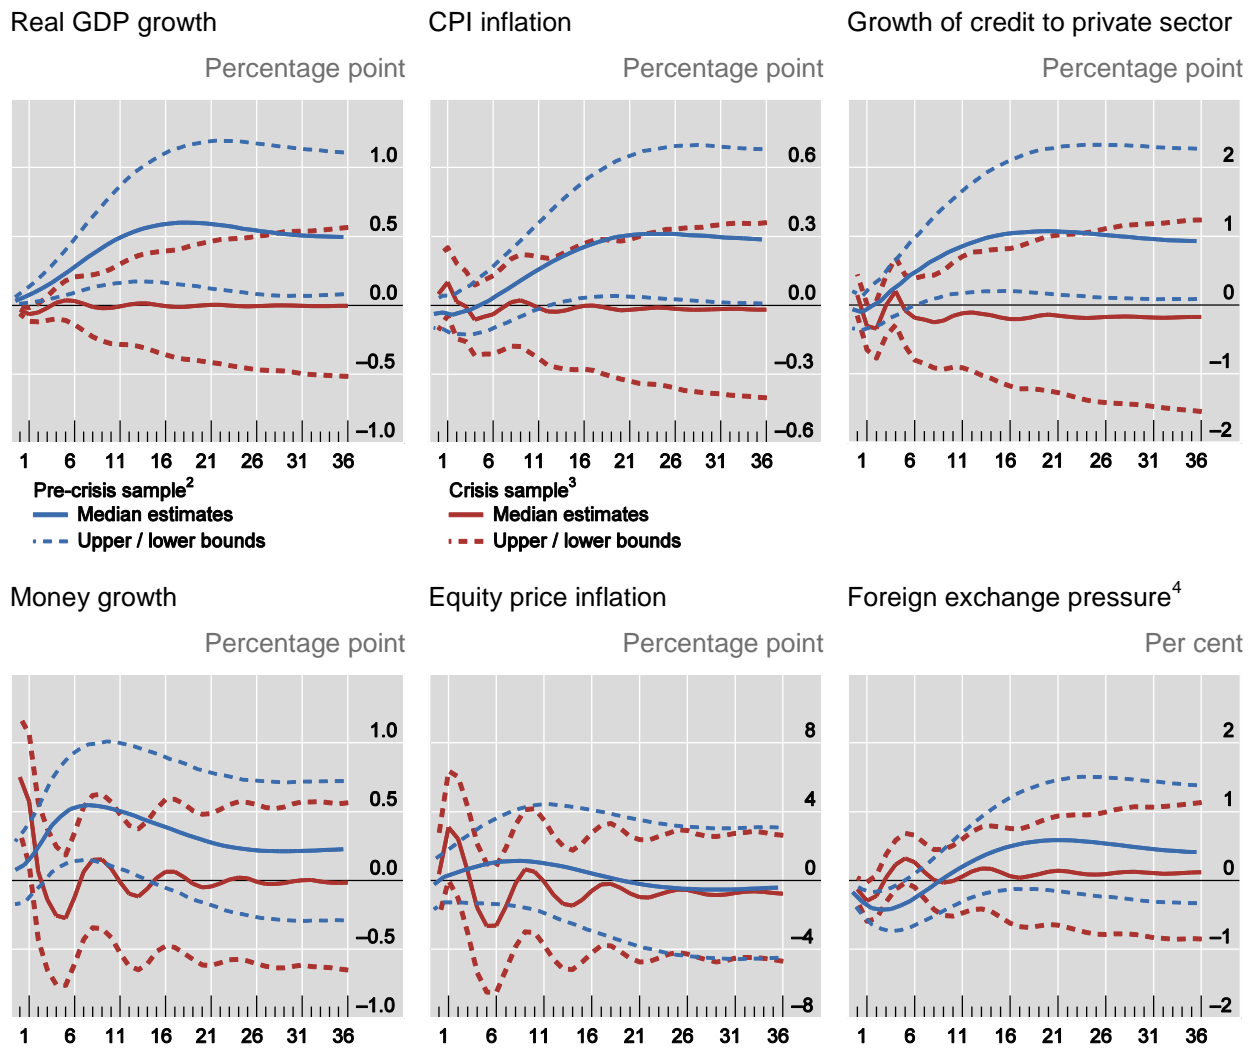 Real GDP growth
Percentage point
1.0
0.5
0.0
–0.5
–1.0
1 6 11 16 21 26 31 36
CPI inflation
Percentage point
0.6
0.3
0.0
–0.3
–0.6
1 6 11 16 21 26 31 36
Growth of credit to private sector
Percentage point
2
1
0
–1
–2
1 6 11 16 21 26 31 36
Pre-crisis sample2
Median estimates
Upper / lower bounds
Crisis sample3
Median estimates
Upper / lower bounds
Money growth
Percentage point
1.0
0.5
0.0
–0.5
–1.0
1 6 11 16 21 26 31 36
Equity price inflation
Percentage point
8
4
0
–4
–8
1 6 11 16 21 26 31 36
Foreign exchange pressure4
Per cent
2
1
0
–1
–2
1 6 11 16 21 26 31 36